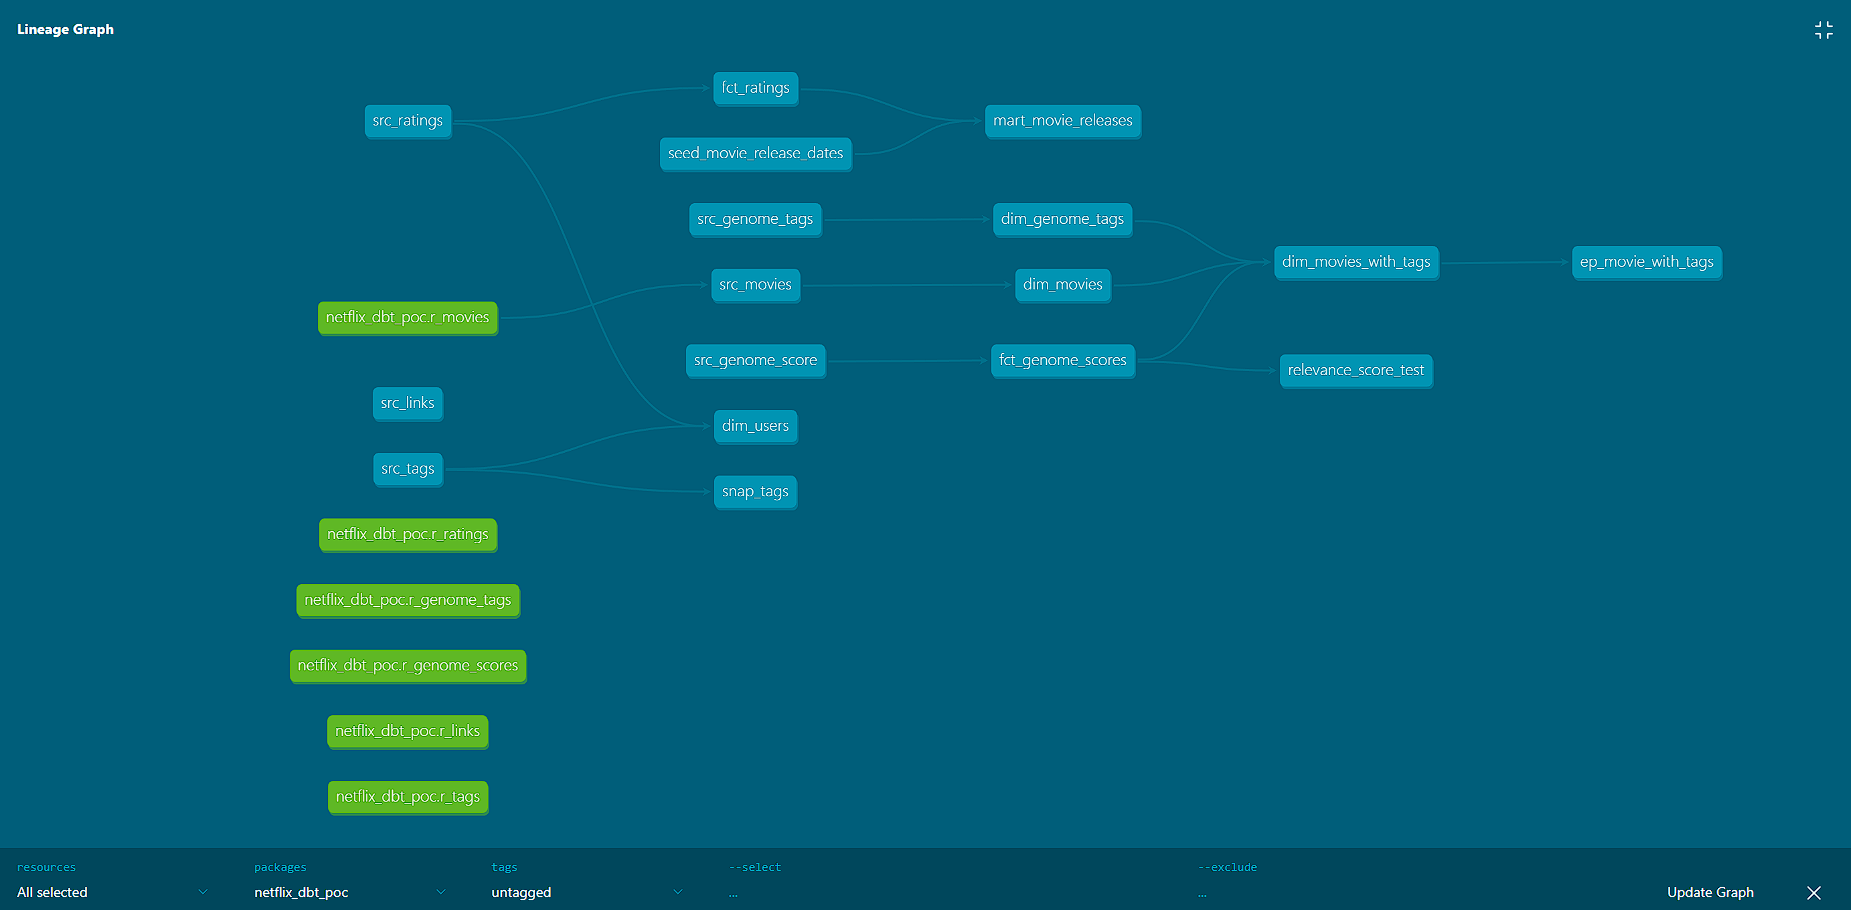 Lineage Graph
fct_ratings
src_ratings
mart_movie_releases
seed_movie_release_dates
src_genome_tags
dim_genome_tags
dim_movies_with_tags
ep_movie_with_tags
src_movies
dim_movies
netflix_dbt_poc.r_movies
src_genome_score
fct_genome_scores
relevance_score_test
src_links
dim_users
src_tags
snap_tags
netflix_dbt_poc.r_ratings
netflix_dbt_poc.r_genome_tags
netflix_dbt_poc.r_genome_scores
netflix_dbt_poc.r_links
netflix_dbt_poc.r_tags
resources
All selected
packages
netflix_dbt_poc
tags
untagged
--select
...
--exclude
...
Update Graph